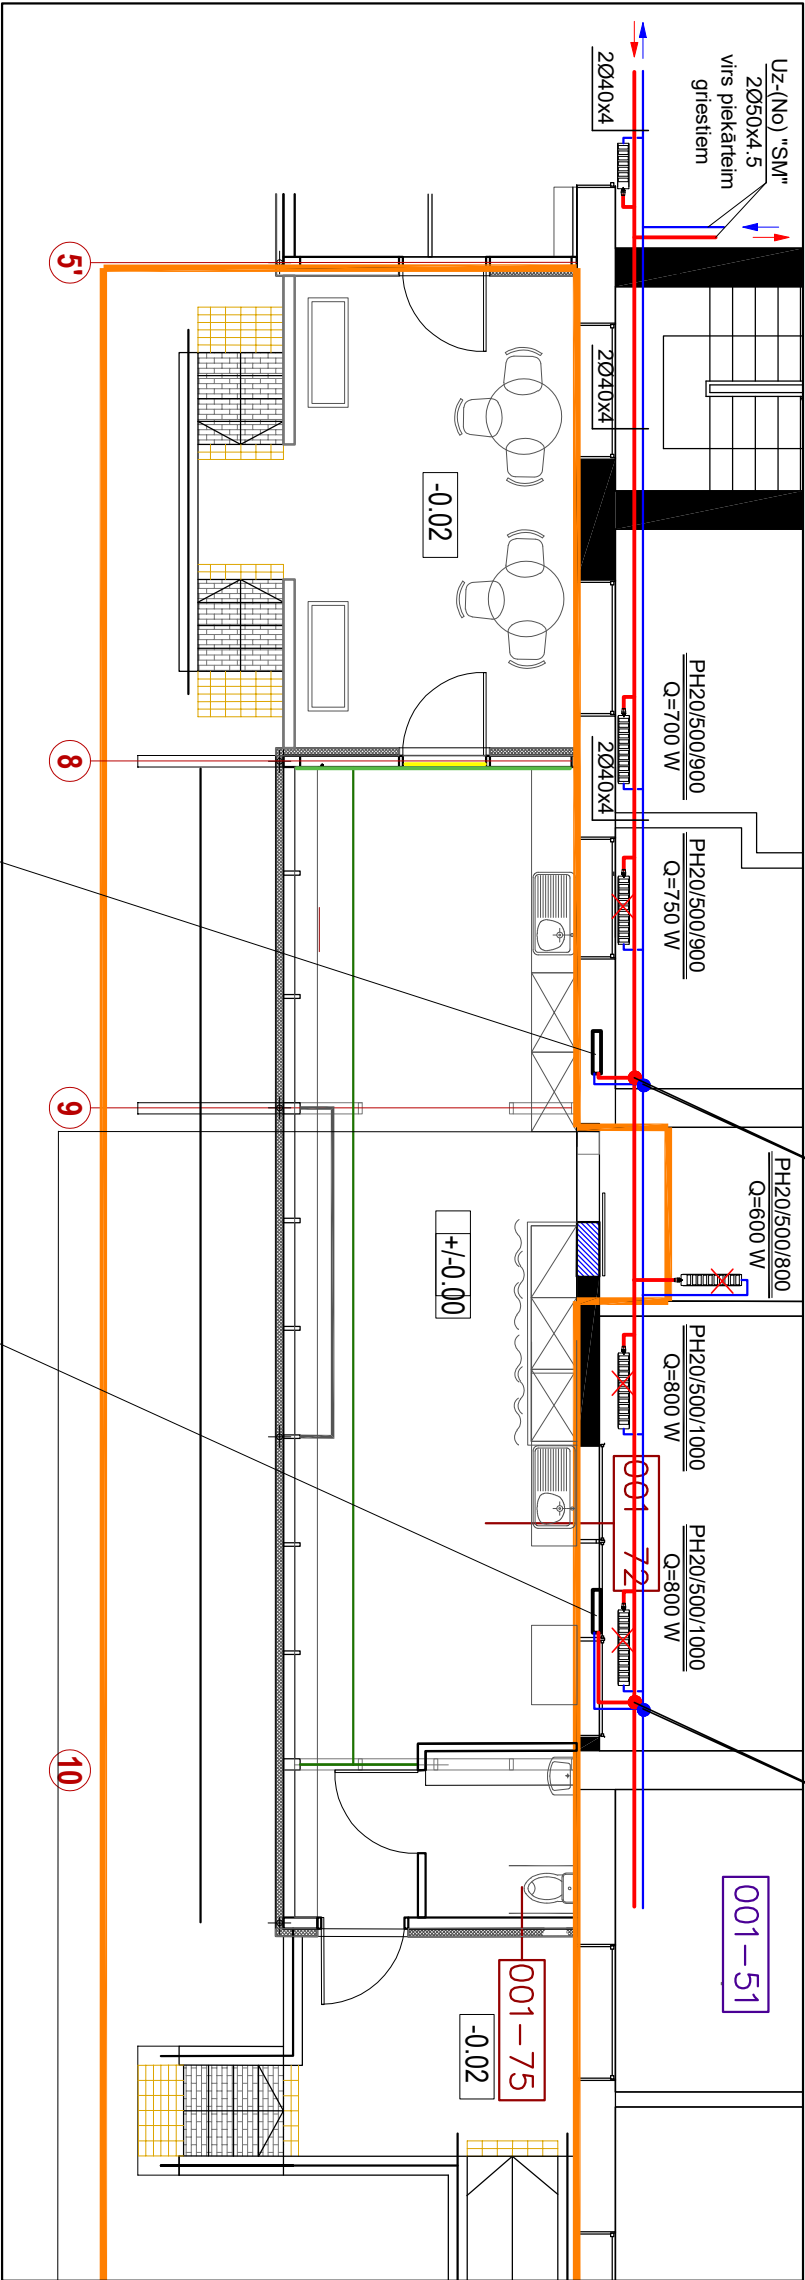 Uz-(No) "SM"
2Ø50x4.5
virs piekārteim
griestiem
2Ø40x4
2Ø40x4
2Ø40x4
PH20/500/900
Q=700 W
PH20/500/900
Q=750 W
PH20/500/800
Q=600 W
PH20/500/1000
Q=800 W
PH20/500/1000
Q=800 W
001-72
001-51
001-75
-0.02
+/-0.00
-0.02
5'
8
9
10